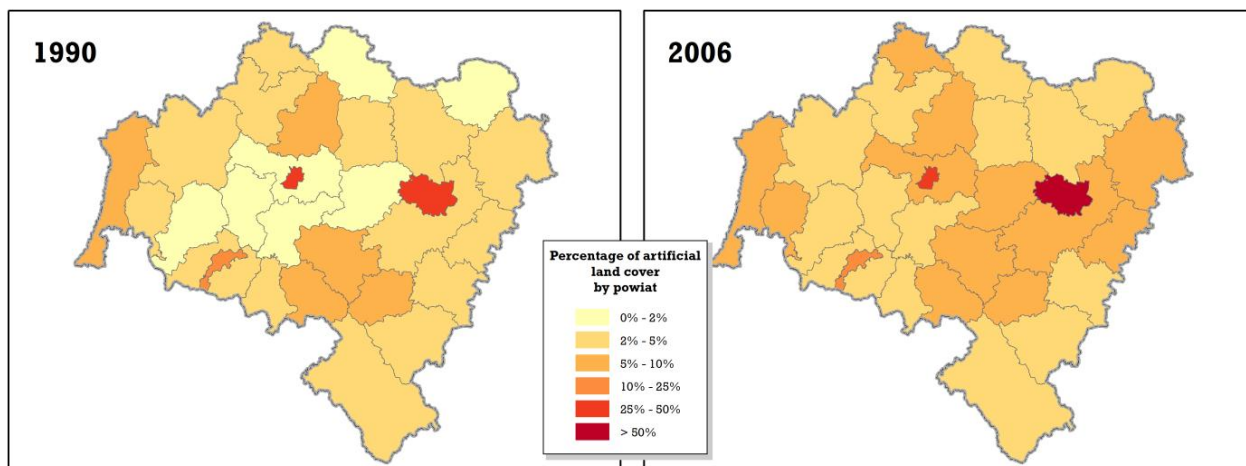 1990
2006
Percentage of artificial
land cover
by powiat
0% - 2%
2% - 5%
5% - 10%
10% - 25%
25% - 50%
> 50%